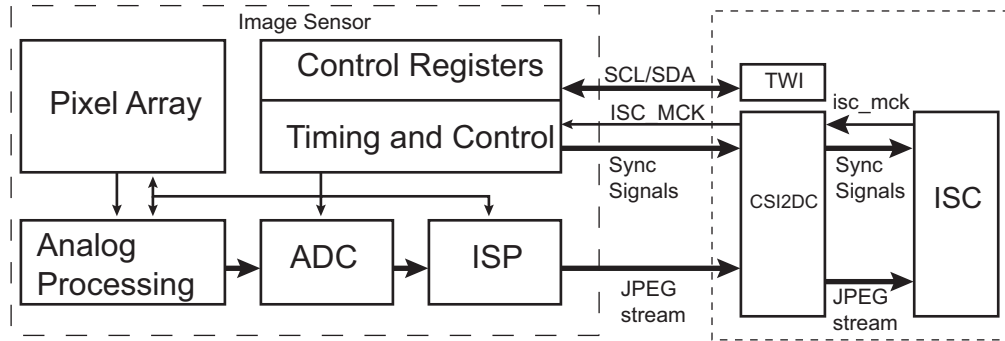 Image Sensor
Pixel Array
Control Registers
Timing and Control
Analog
Processing
ADC
ISP
SCL/SDA
ISC_MCK
Sync
Signals
JPEG
stream
TWI
isc_mck
CSI2DC
Sync
Signals
JPEG
stream
ISC